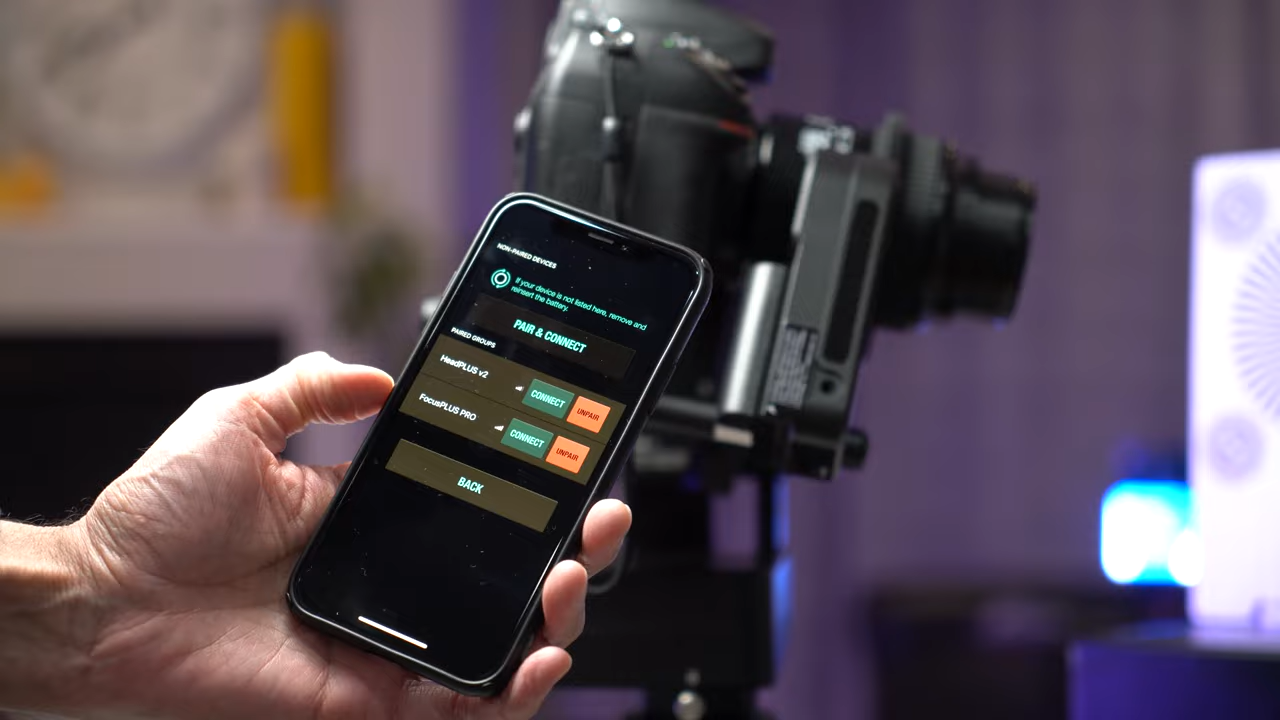 NON-PAIRED DEVICES
If your device is not listed here, remove and
reinsert the battery.
PAIR & CONNECT
PAIRED GROUPS
HeadPLUS v2
CONNECT
UNPAIR
FocusPLUS PRO
CONNECT
UNPAIR
BACK